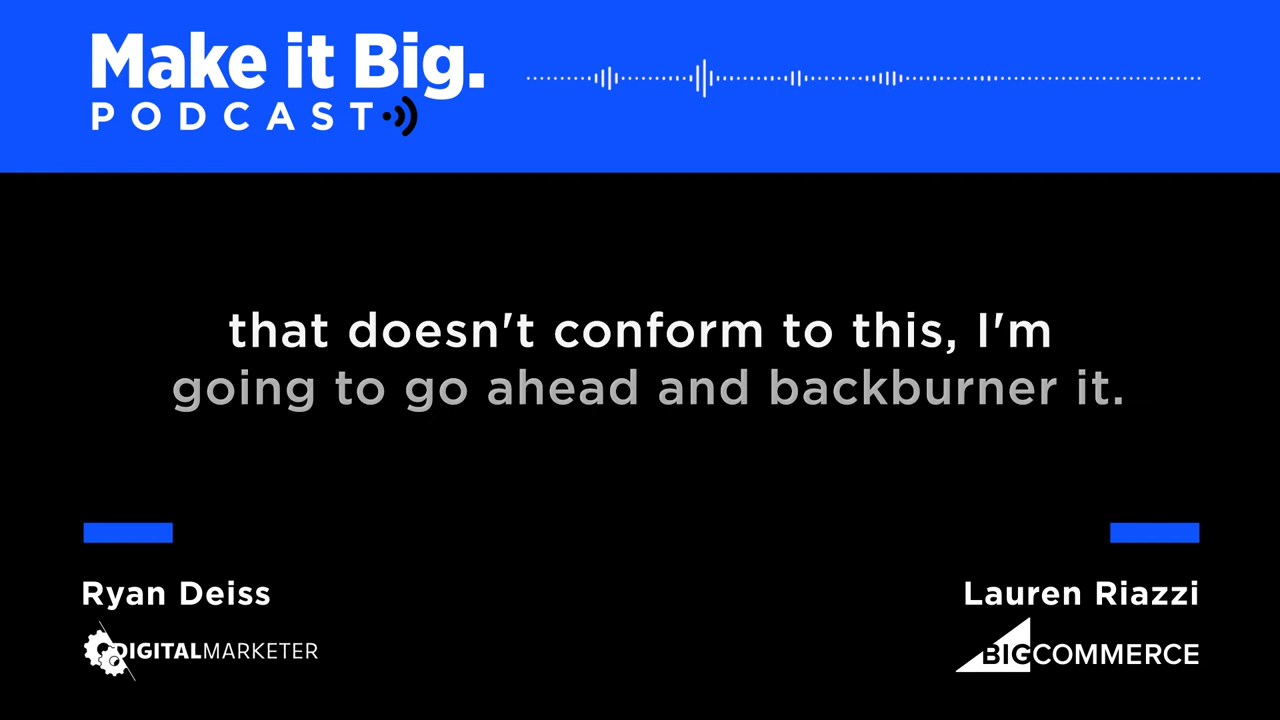 Make it Big.
PODCAST
that doesn't conform to this, I'm
going to go ahead and backburner it.
Ryan Deiss
DIGITALMARKETER
Lauren Riazzi
BIGCOMMERCE